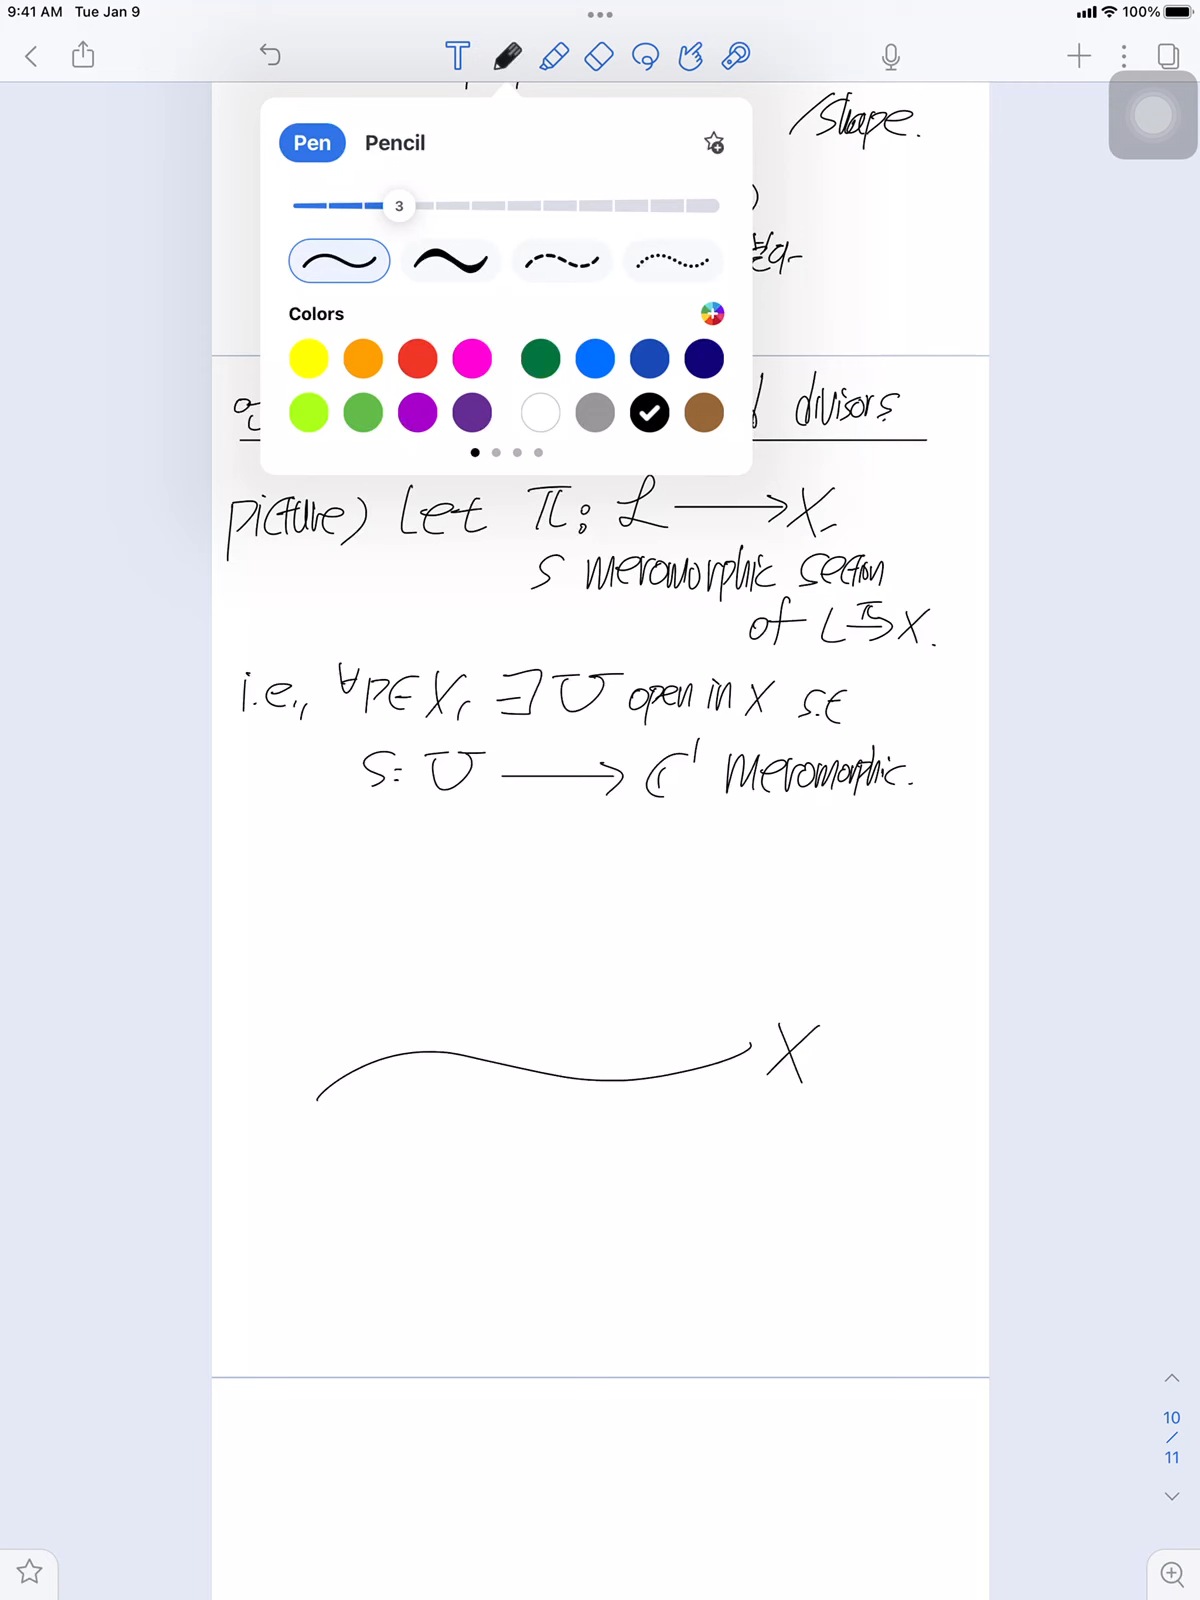 9:41 AM Tue Jan 9
100%
/shape.
Pen Pencil
3
Colors
of divisors
picture) Let π: L ⟶ X,
s meromorphic section
of L →^π X.
i.e., ∀p∈X, ∃ U open in X s.t
s: U ⟶ ℂ¹ meromorphic.
X
10
/
11